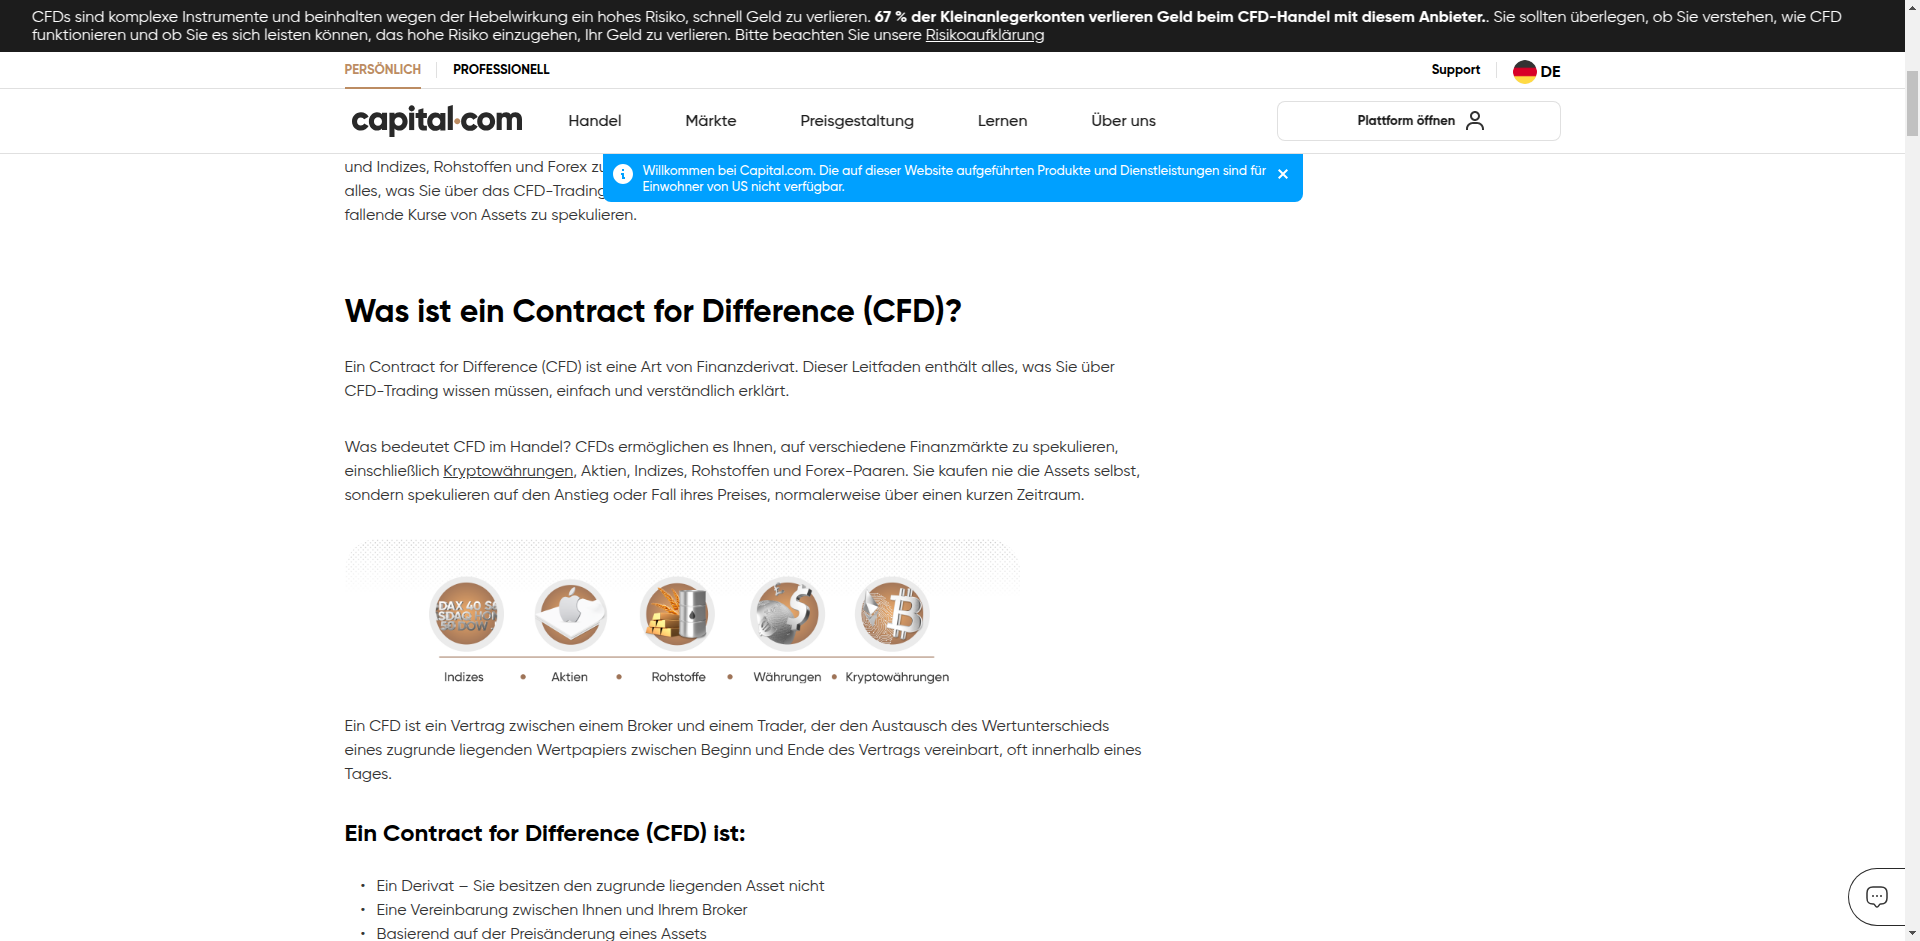 CFDs sind komplexe Instrumente und beinhalten wegen der Hebelwirkung ein hohes Risiko, schnell Geld zu verlieren. 67 % der Kleinanlegerkonten verlieren Geld beim CFD-Handel mit diesem Anbieter.. Sie sollten überlegen, ob Sie verstehen, wie CFD
funktionieren und ob Sie es sich leisten können, das hohe Risiko einzugehen, Ihr Geld zu verlieren. Bitte beachten Sie unsere Risikoaufklärung
PERSÖNLICH PROFESSIONELL Support DE
capital.com Handel Märkte Preisgestaltung Lernen Über uns Plattform öffnen
und Indizes, Rohstoffen und Forex
Willkommen bei Capital.com. Die auf dieser Website aufgeführten Produkte und Dienstleistungen sind für
Einwohner von US nicht verfügbar.
alles, was Sie über das CFD-Trading
fallende Kurse von Assets zu spekulieren.
Was ist ein Contract for Difference (CFD)?
Ein Contract for Difference (CFD) ist eine Art von Finanzderivat. Dieser Leitfaden enthält alles, was Sie über
CFD-Trading wissen müssen, einfach und verständlich erklärt.
Was bedeutet CFD im Handel? CFDs ermöglichen es Ihnen, auf verschiedene Finanzmärkte zu spekulieren,
einschließlich Kryptowährungen, Aktien, Indizes, Rohstoffen und Forex-Paaren. Sie kaufen nie die Assets selbst,
sondern spekulieren auf den Anstieg oder Fall ihres Preises, normalerweise über einen kurzen Zeitraum.
DAX 40
Indizes • Aktien • Rohstoffe • Währungen • Kryptowährungen
Ein CFD ist ein Vertrag zwischen einem Broker und einem Trader, der den Austausch des Wertunterschieds
eines zugrunde liegenden Wertpapiers zwischen Beginn und Ende des Vertrags vereinbart, oft innerhalb eines
Tages.
Ein Contract for Difference (CFD) ist:
• Ein Derivat – Sie besitzen den zugrunde liegenden Asset nicht
• Eine Vereinbarung zwischen Ihnen und Ihrem Broker
• Basierend auf der Preisänderung eines Assets